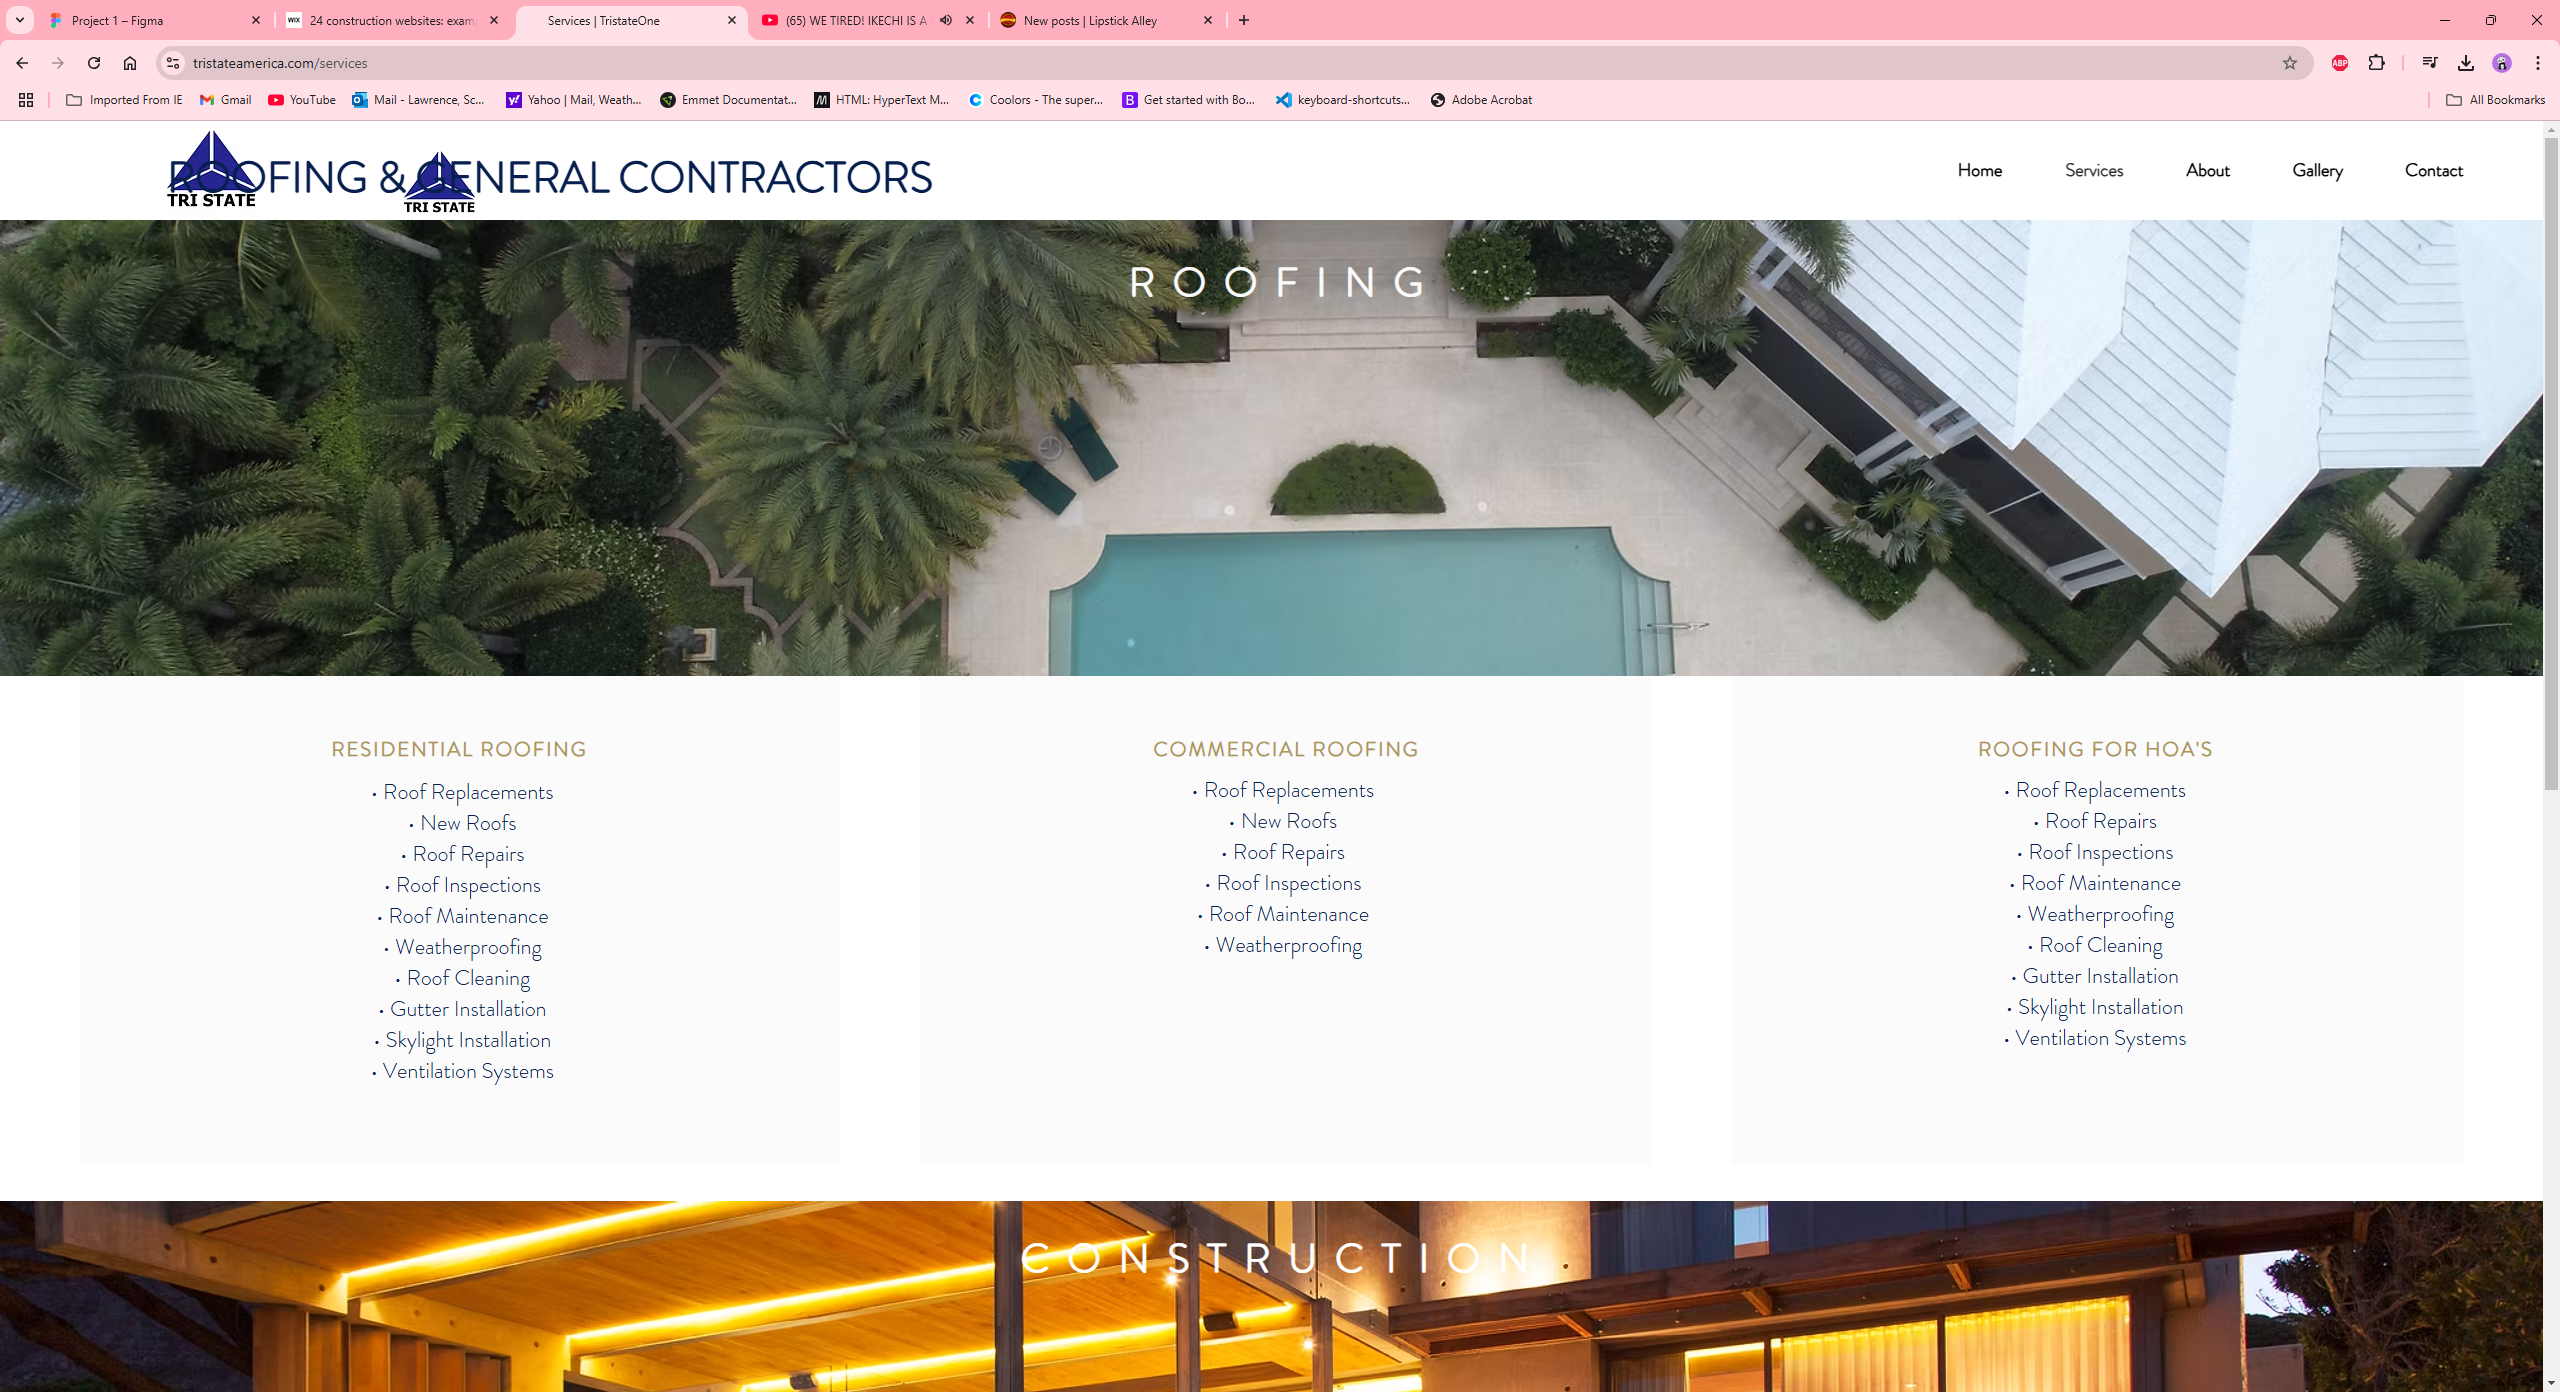 Project 1 – Figma
24 construction websites: exam
Services | TristateOne
(65) WE TIRED! IKECHI IS A
New posts | Lipstick Alley
tristateamerica.com/services
Imported From IE
Gmail
YouTube
Mail - Lawrence, Sc...
Yahoo | Mail, Weath...
Emmet Documentat...
HTML: HyperText M...
Coolors - The super...
Get started with Bo...
keyboard-shortcuts...
Adobe Acrobat
All Bookmarks
ROOFING & GENERAL CONTRACTORS
TRI STATE
TRI STATE
Home
Services
About
Gallery
Contact
ROOFING
RESIDENTIAL ROOFING
• Roof Replacements
• New Roofs
• Roof Repairs
• Roof Inspections
• Roof Maintenance
• Weatherproofing
• Roof Cleaning
• Gutter Installation
• Skylight Installation
• Ventilation Systems
COMMERCIAL ROOFING
• Roof Replacements
• New Roofs
• Roof Repairs
• Roof Inspections
• Roof Maintenance
• Weatherproofing
ROOFING FOR HOA'S
• Roof Replacements
• Roof Repairs
• Roof Inspections
• Roof Maintenance
• Weatherproofing
• Roof Cleaning
• Gutter Installation
• Skylight Installation
• Ventilation Systems
CONSTRUCTION